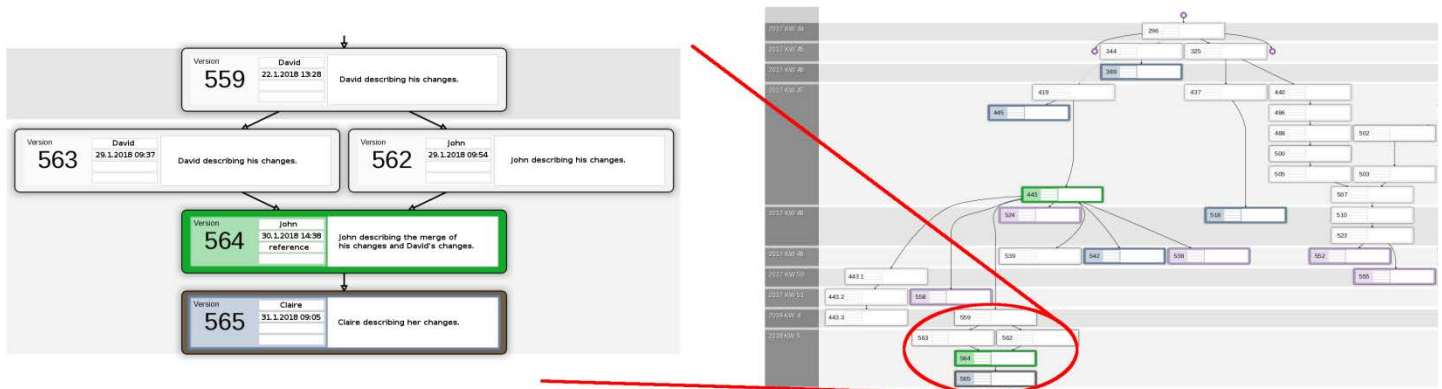 Version
559
David
22.1.2018 13:28
David describing his changes.
Version
563
David
29.1.2018 09:37
David describing his changes.
Version
562
John
29.1.2018 09:54
John describing his changes.
Version
564
John
30.1.2018 14:38
reference
John describing the merge of
his changes and David's changes.
Version
565
Claire
31.1.2018 09:05
Claire describing her changes.
2017 KW 44
296
2017 KW 45
344
325
2017 KW 46
389
2017 KW 47
419
437
440
445
486
488
502
500
505
503
443
507
2017 KW 48
524
518
510
523
2017 KW 49
539
542
530
552
2017 KW 50
443.1
555
2017 KW 51
443.2
558
2018 KW 4
443.3
559
2018 KW 5
563
562
564
565